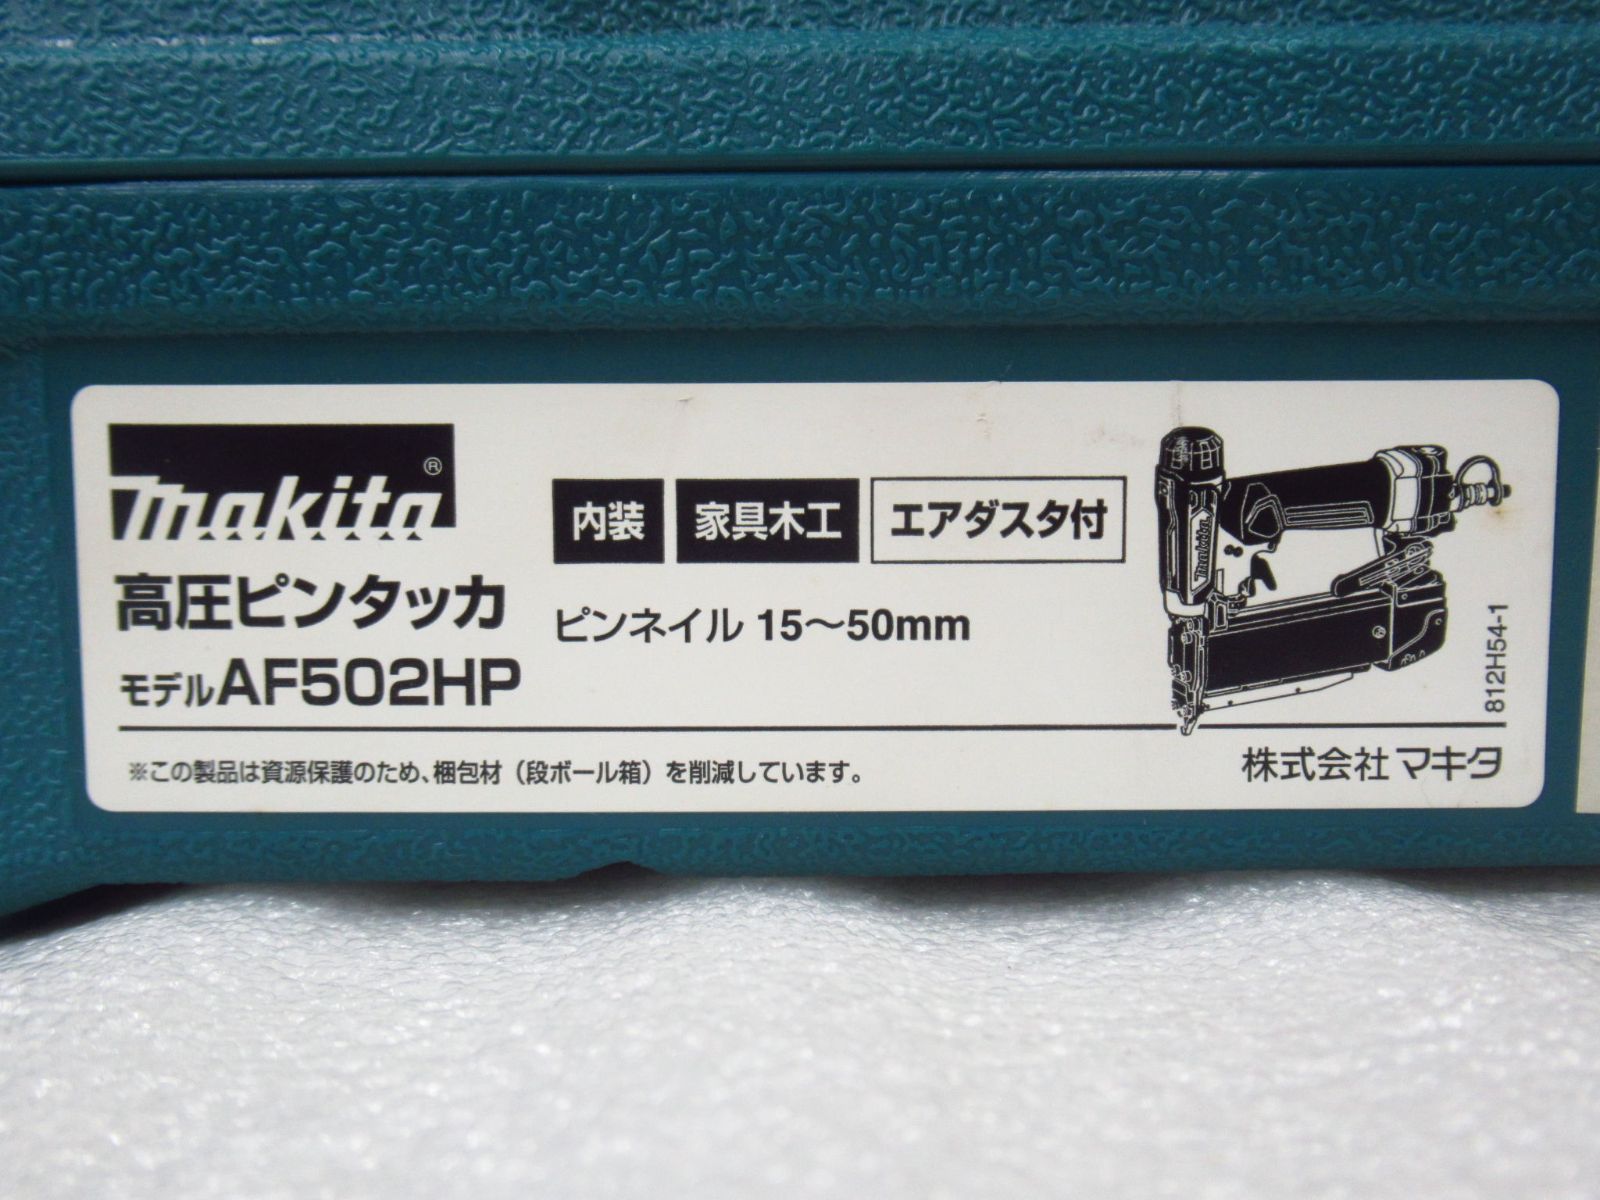 makita®
高圧ピンタッカ
モデルAF502HP
内装 家具木工 エアダスタ付
ピンネイル 15～50mm
makita
812H54-1
※この製品は資源保護のため、梱包材（段ボール箱）を削減しています。
株式会社 マキタ